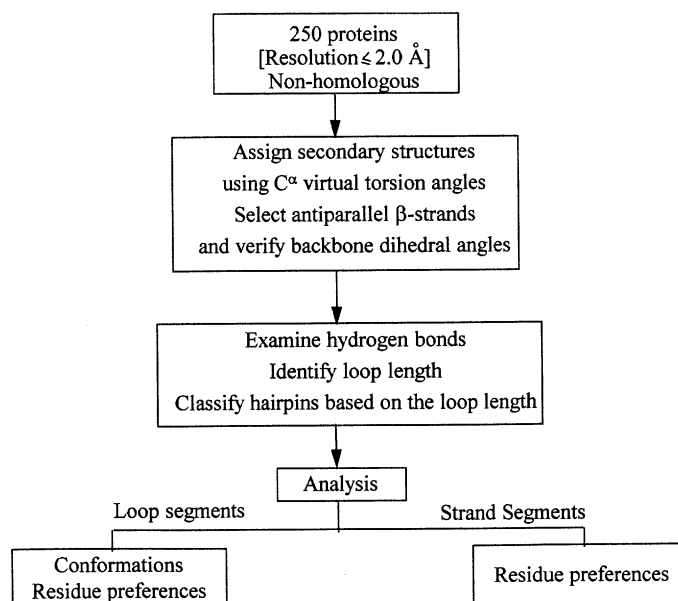 250 proteins
[Resolution ≤ 2.0 Å]
Non-homologous
Assign secondary structures
using Cα virtual torsion angles
Select antiparallel β-strands
and verify backbone dihedral angles
Examine hydrogen bonds
Identify loop length
Classify hairpins based on the loop length
Analysis
Loop segments
Strand Segments
Conformations
Residue preferences
Residue preferences